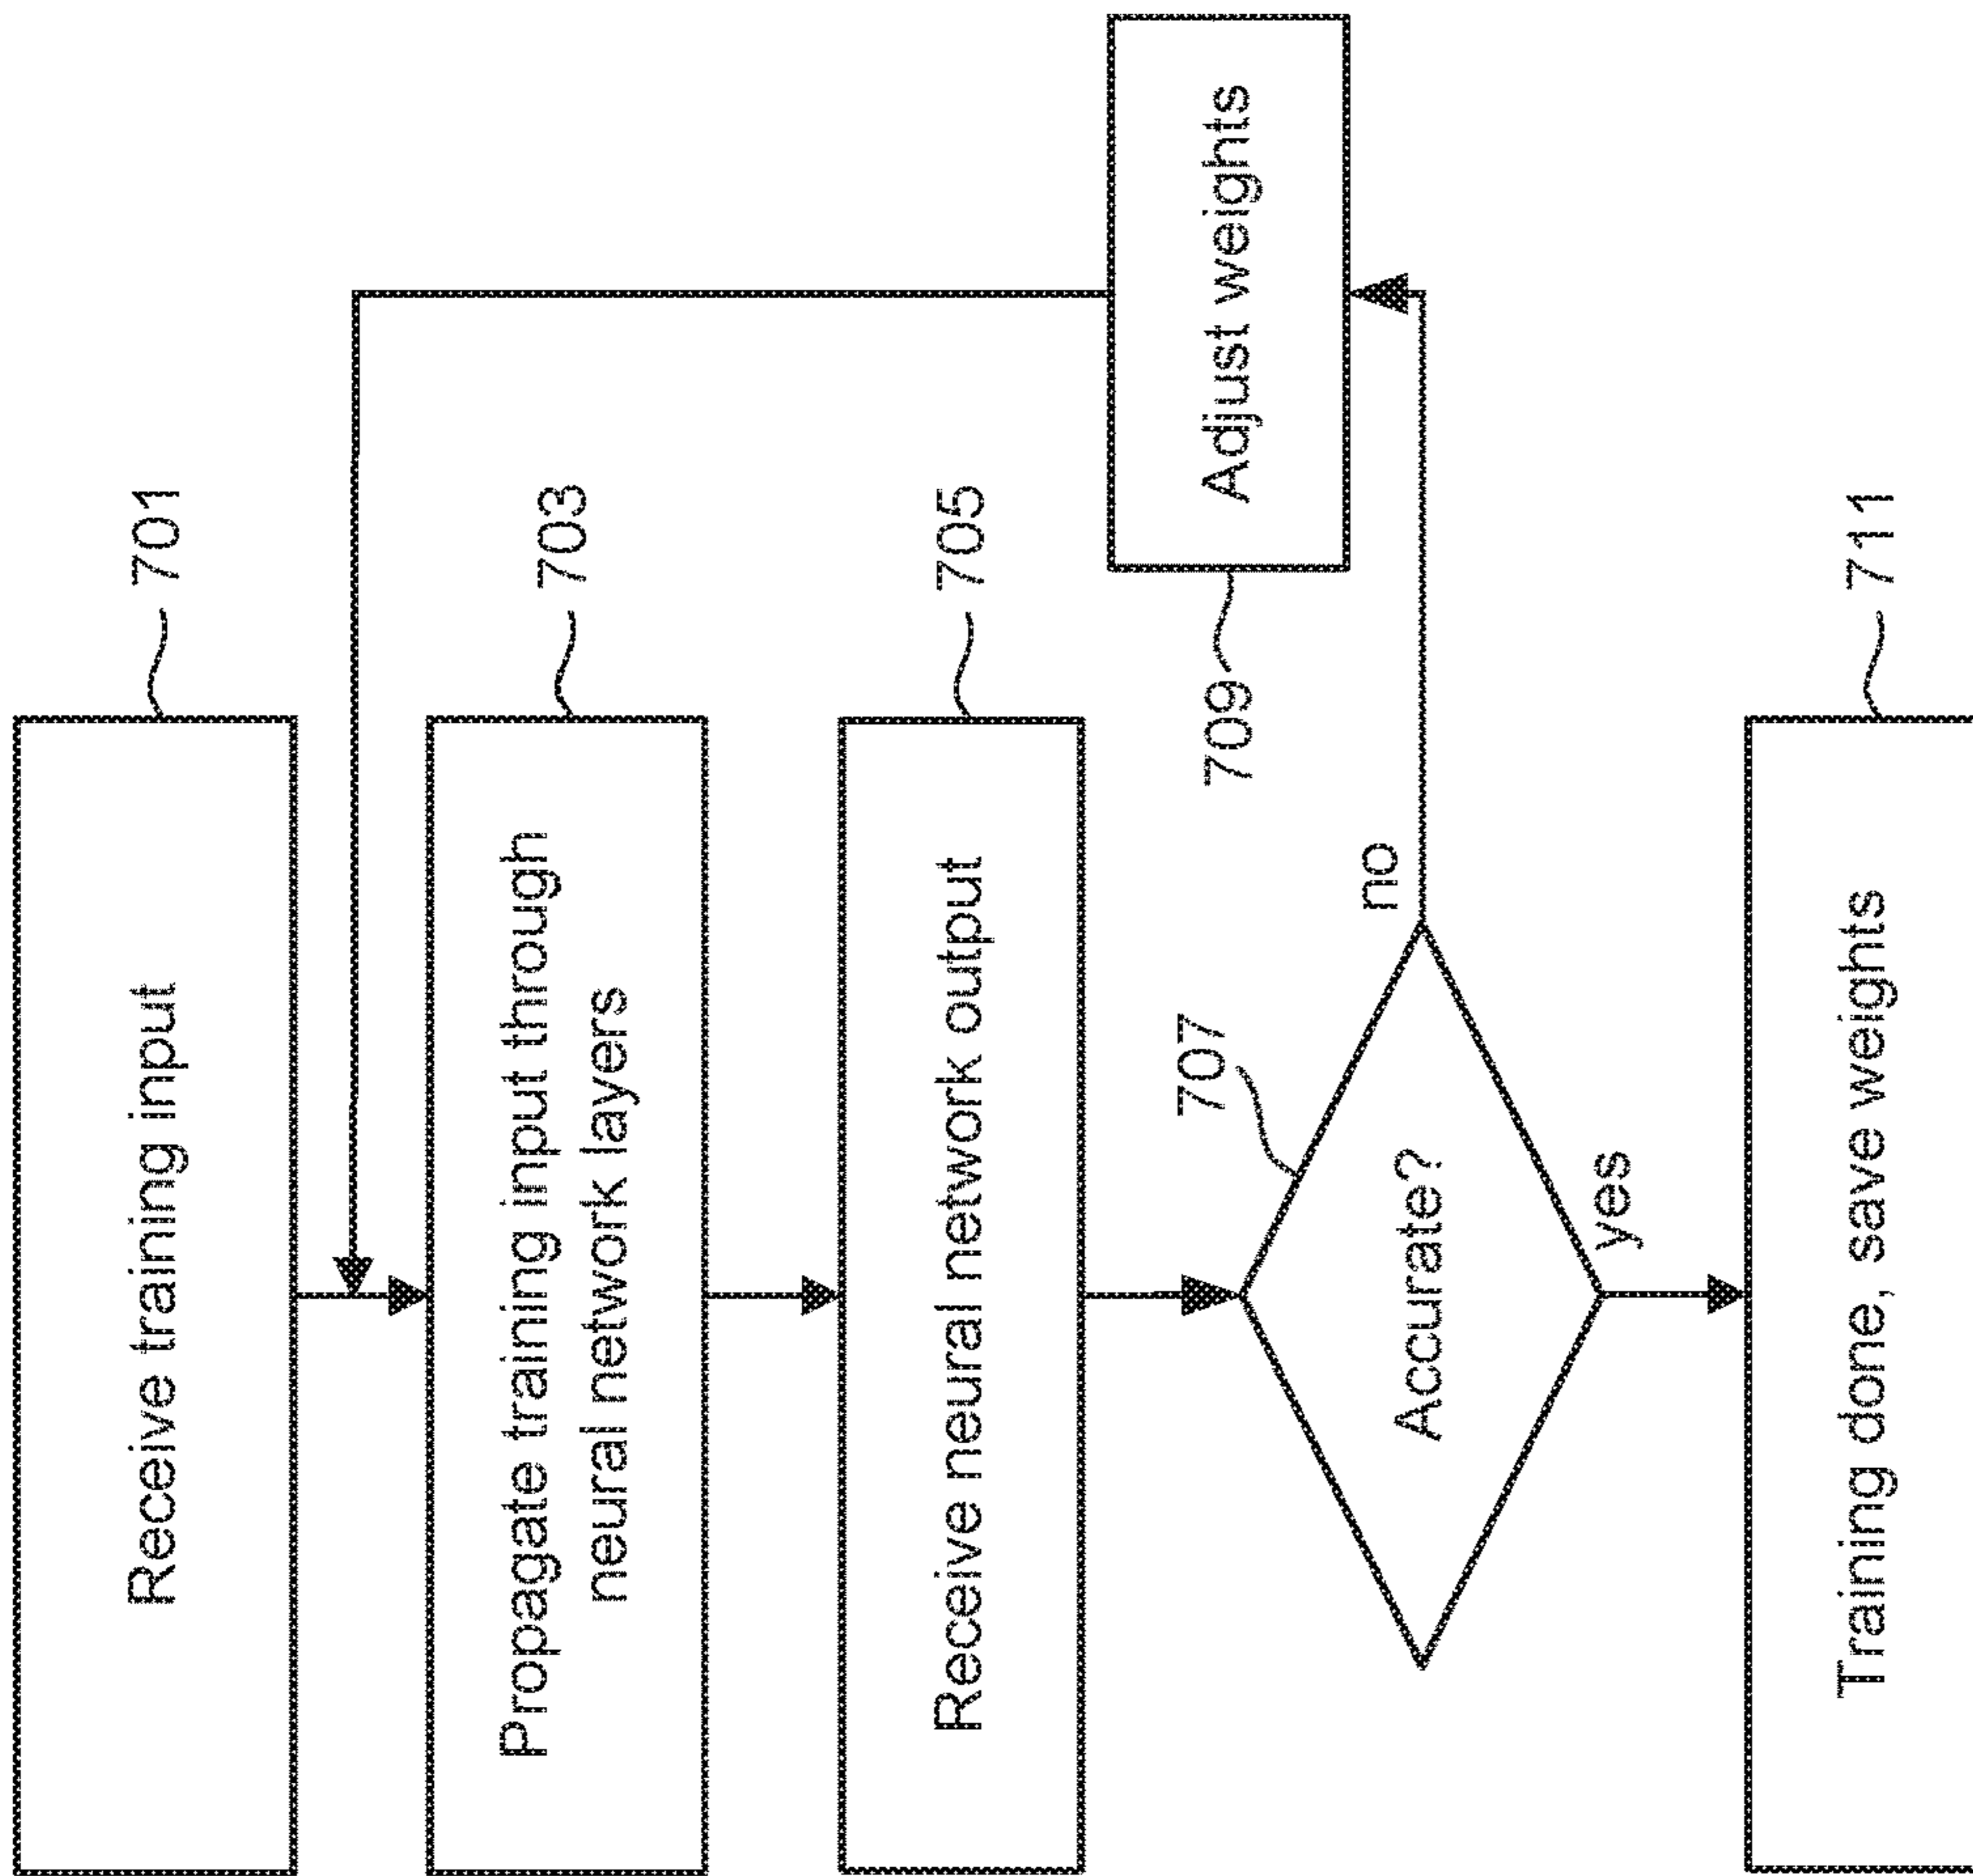 Receive training input
701
Propagate training input through
neural network layers
703
Receive neural network output
705
Accurate?
707
no
yes
Adjust weights
709
Training done, save weights
711